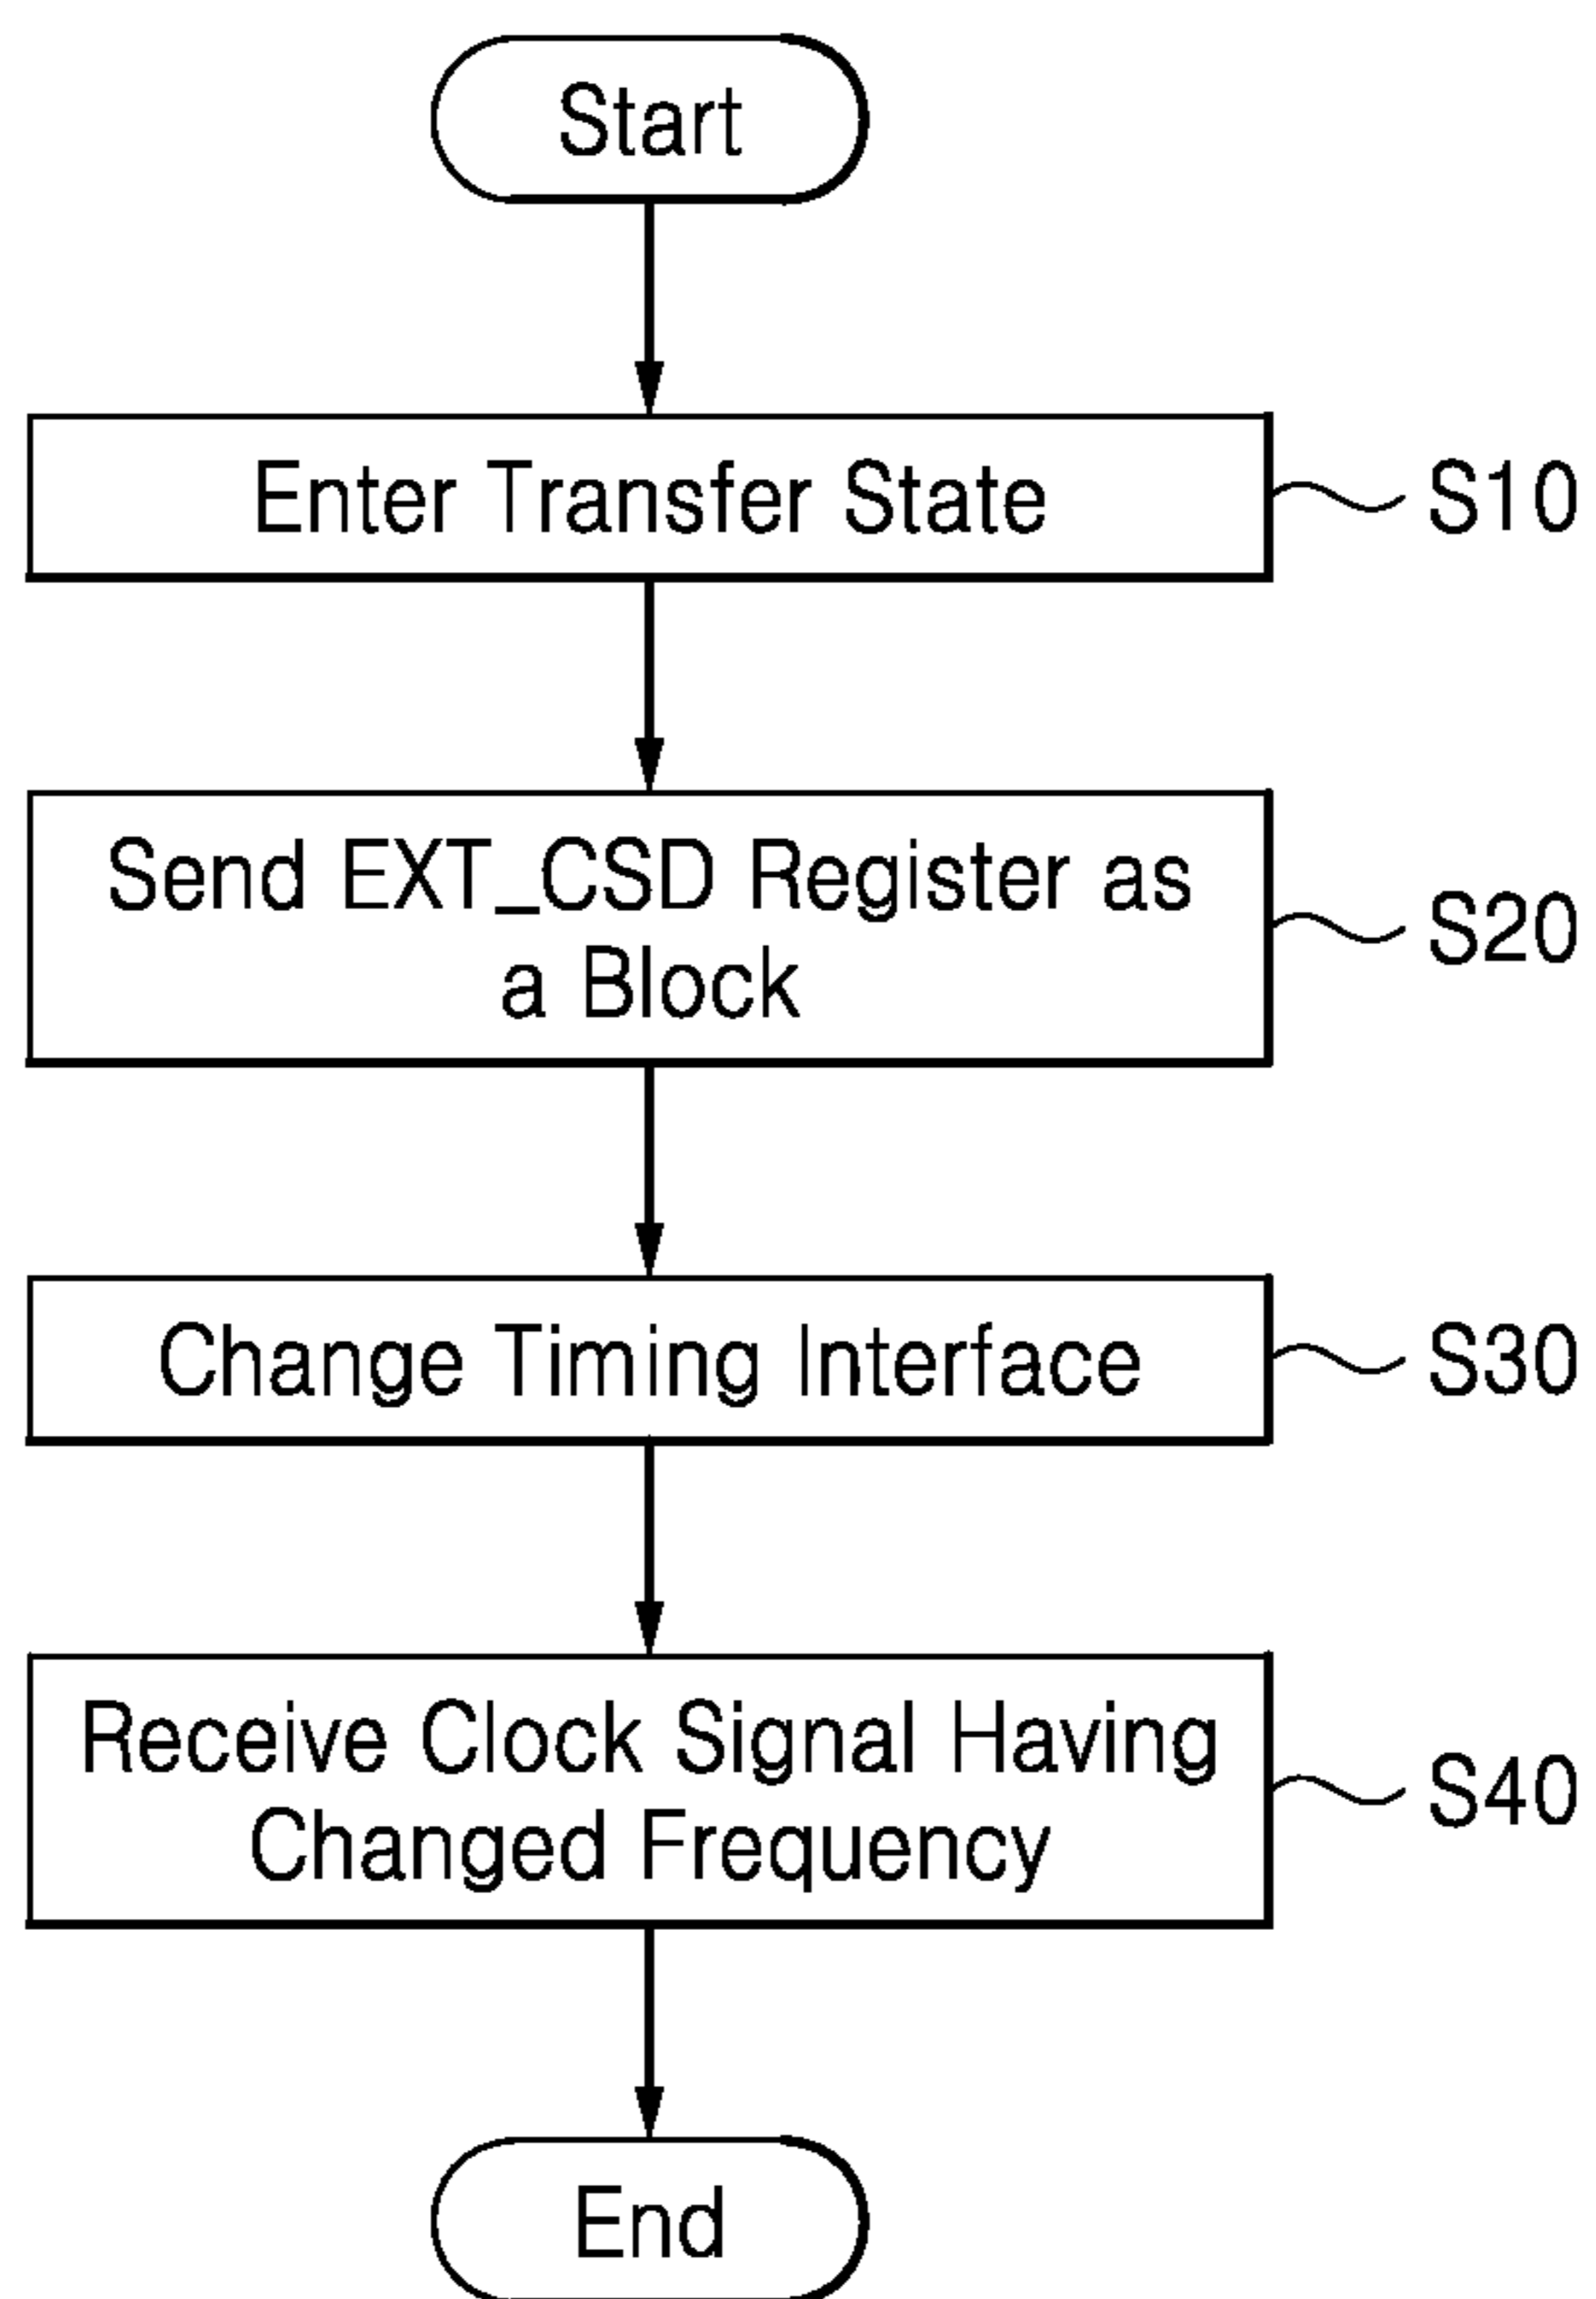 Start
Enter Transfer State
S10
Send EXT_CSD Register as
a Block
S20
Change Timing Interface
S30
Receive Clock Signal Having
Changed Frequency
S40
End